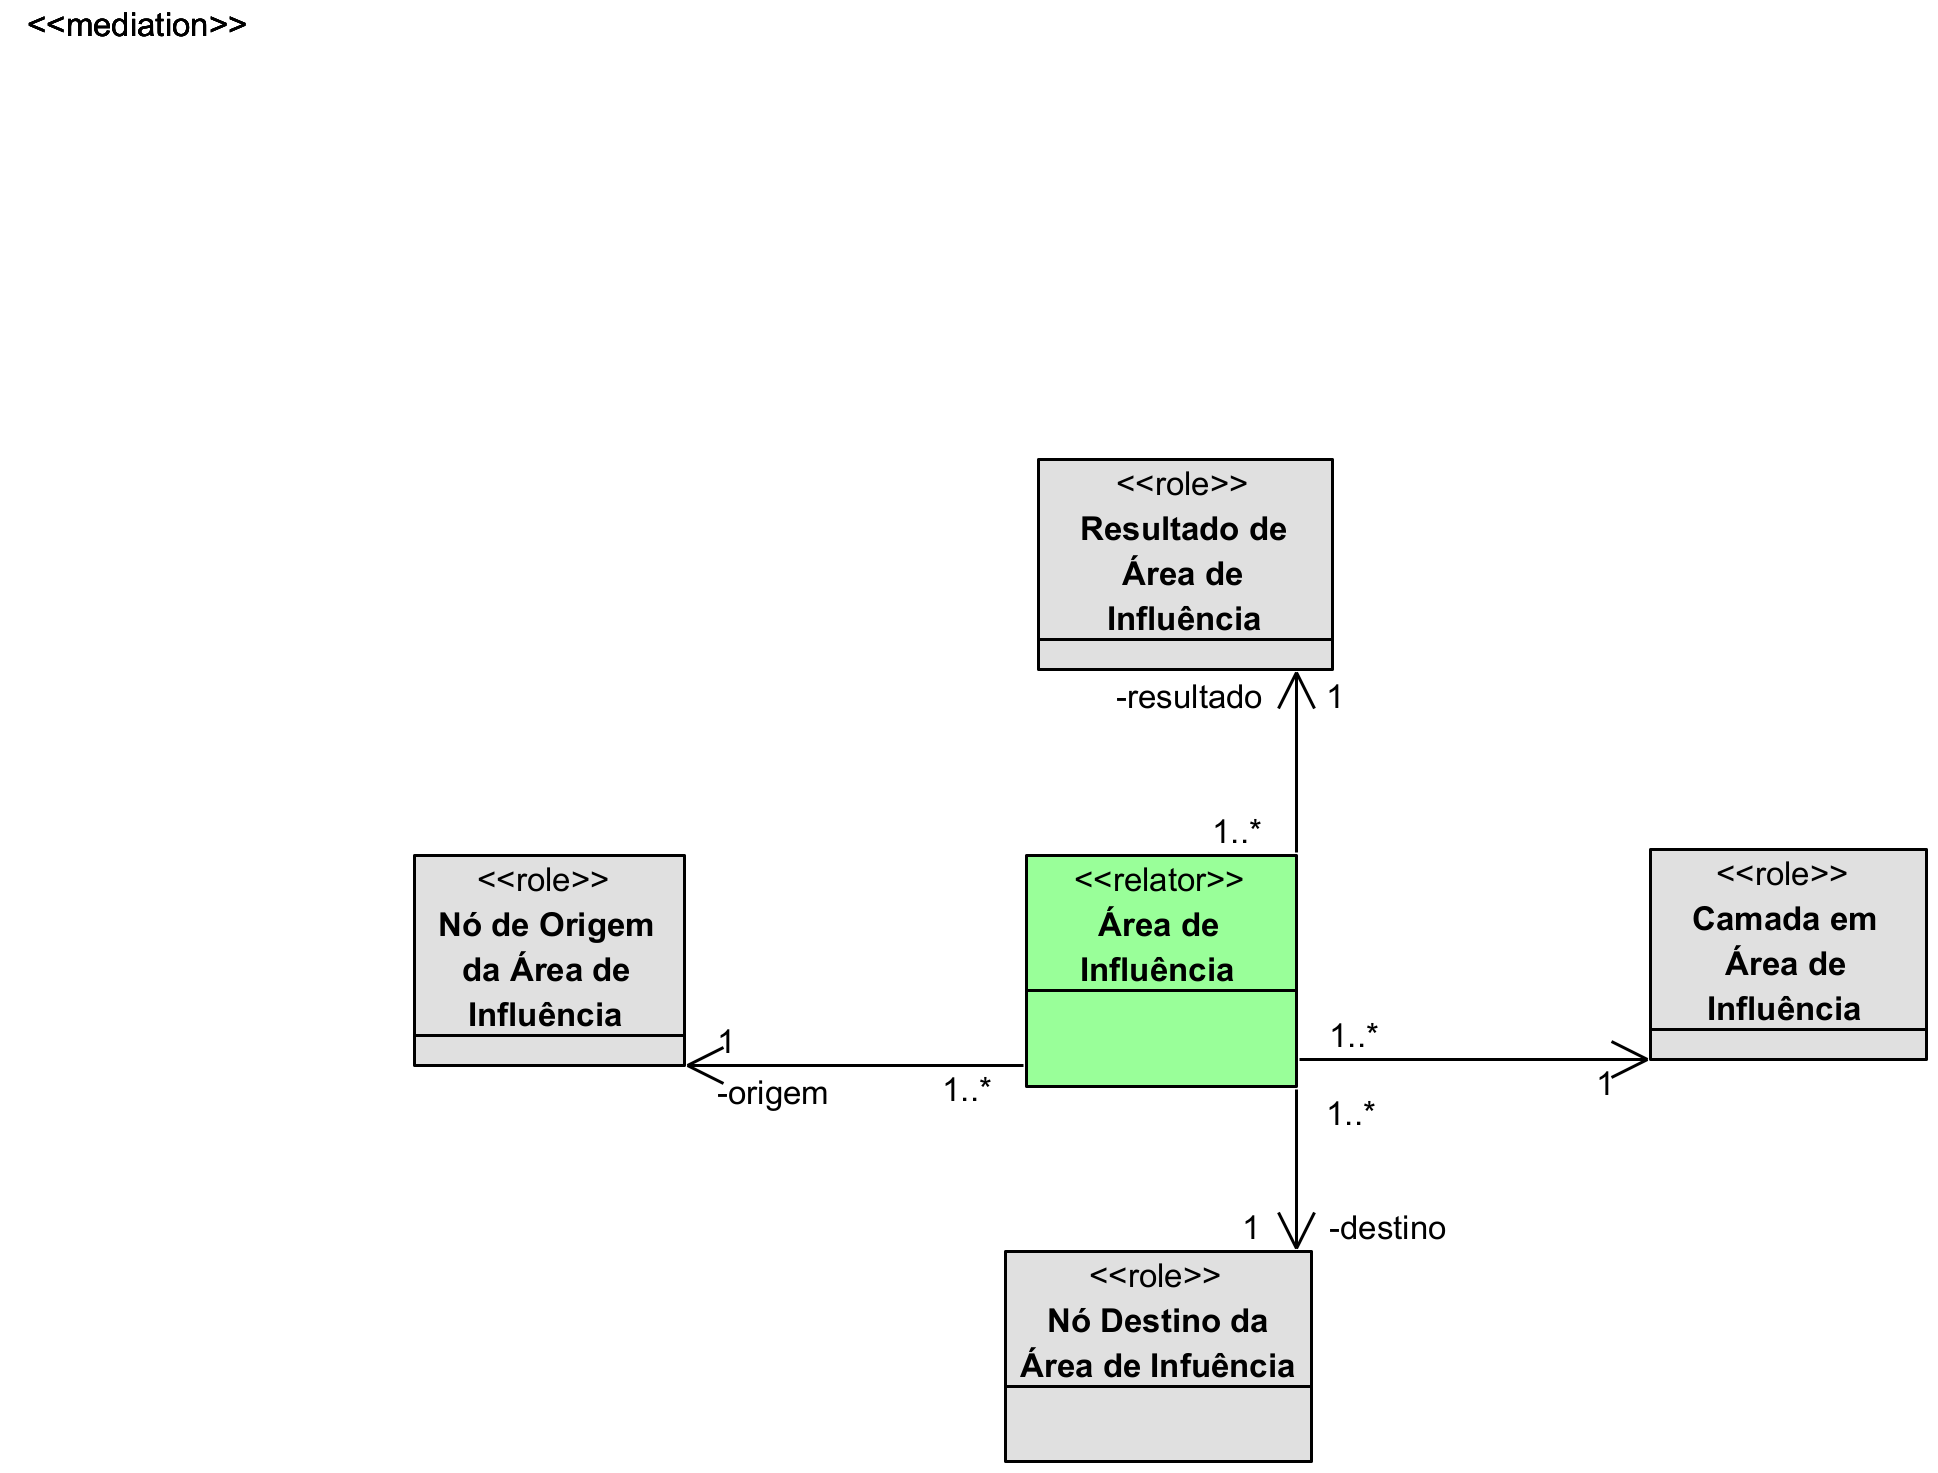 <<mediation>>
<<role>>
Resultado de
Área de
Influência
-resultado
1
1..*
<<role>>
Nó de Origem
da Área de
Influência
<<relator>>
Área de
Influência
<<role>>
Camada em
Área de
Influência
1
-origem
1..*
1..*
1
1..*
1
-destino
<<role>>
Nó Destino da
Área de Infuência